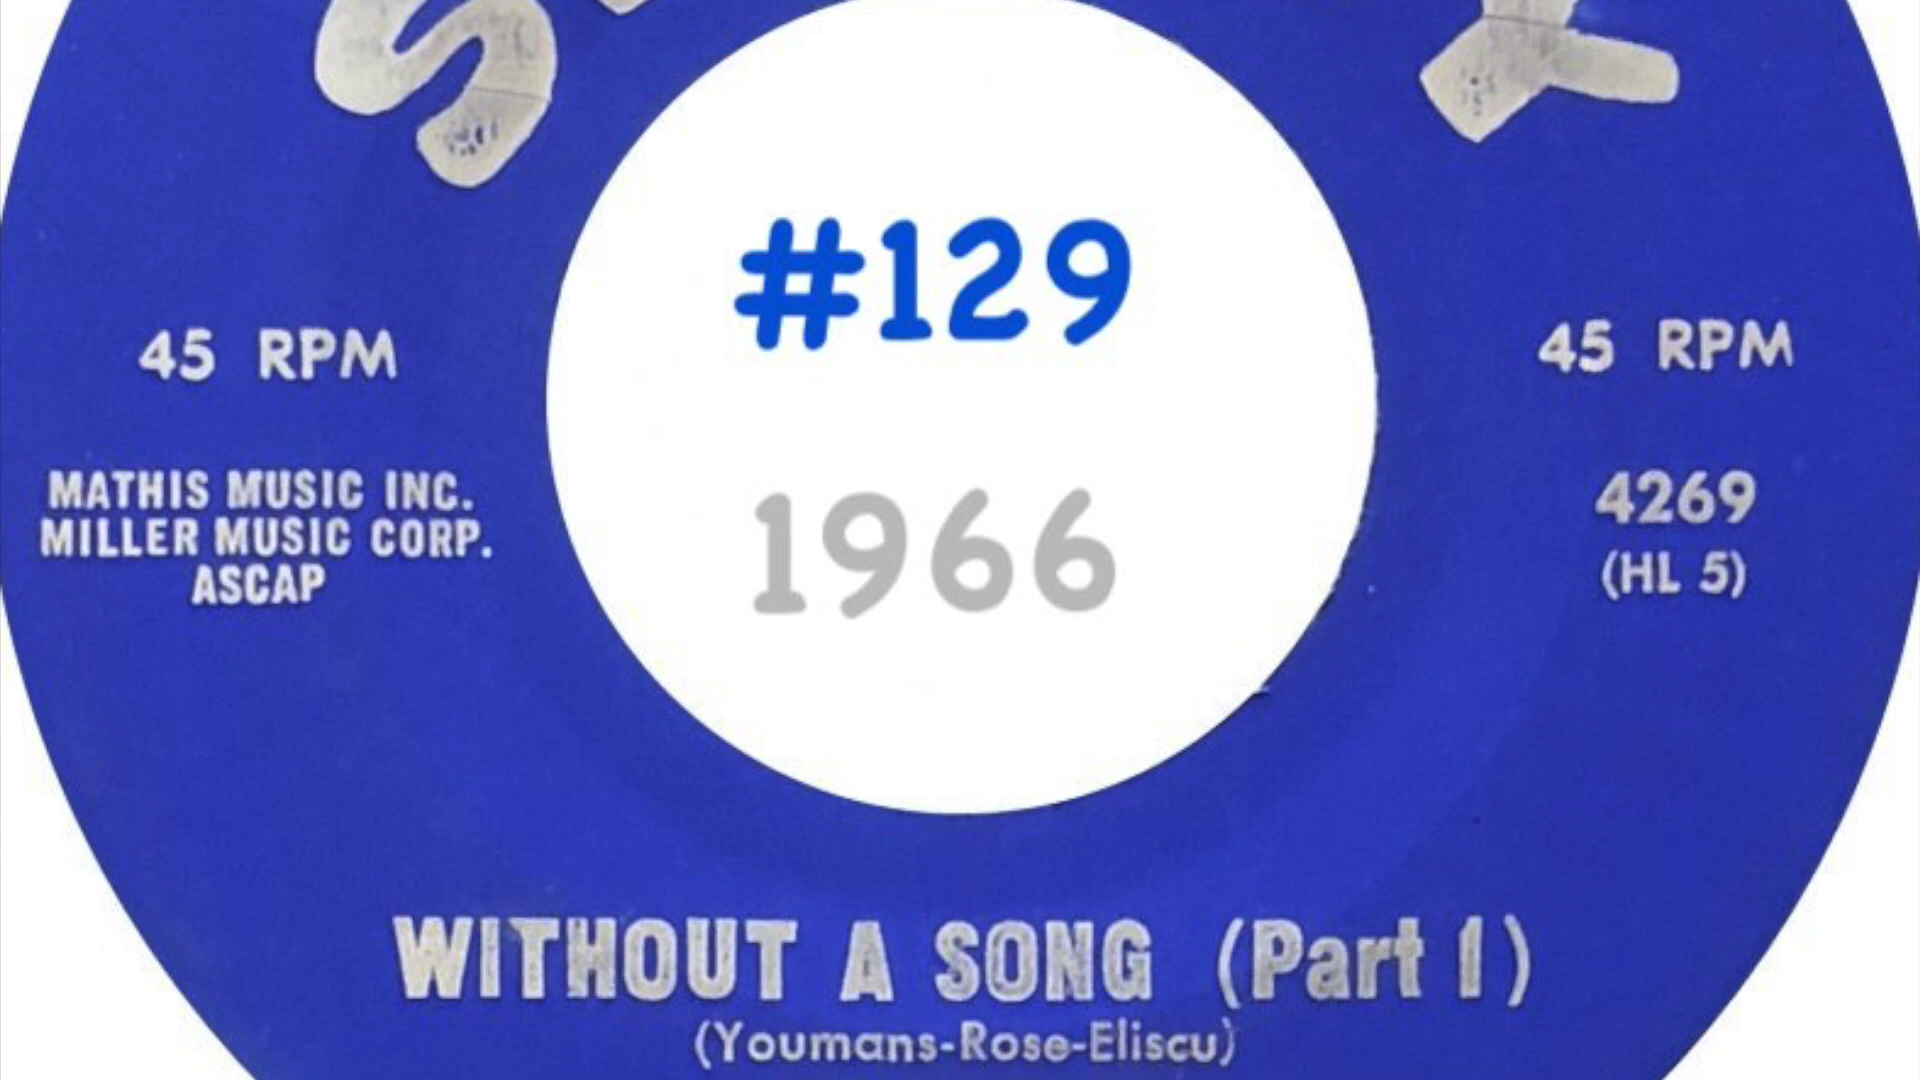 #129
45 RPM
45 RPM
1966
MATHIS MUSIC INC.
MILLER MUSIC CORP.
ASCAP
4269
(HL 5)
WITHOUT A SONG (Part 1)
(Youmans-Rose-Eliscu)